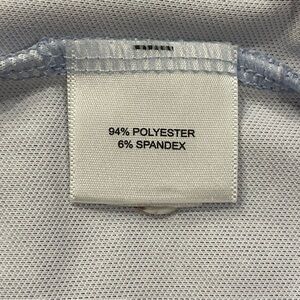 94% POLYESTER
6% SPANDEX